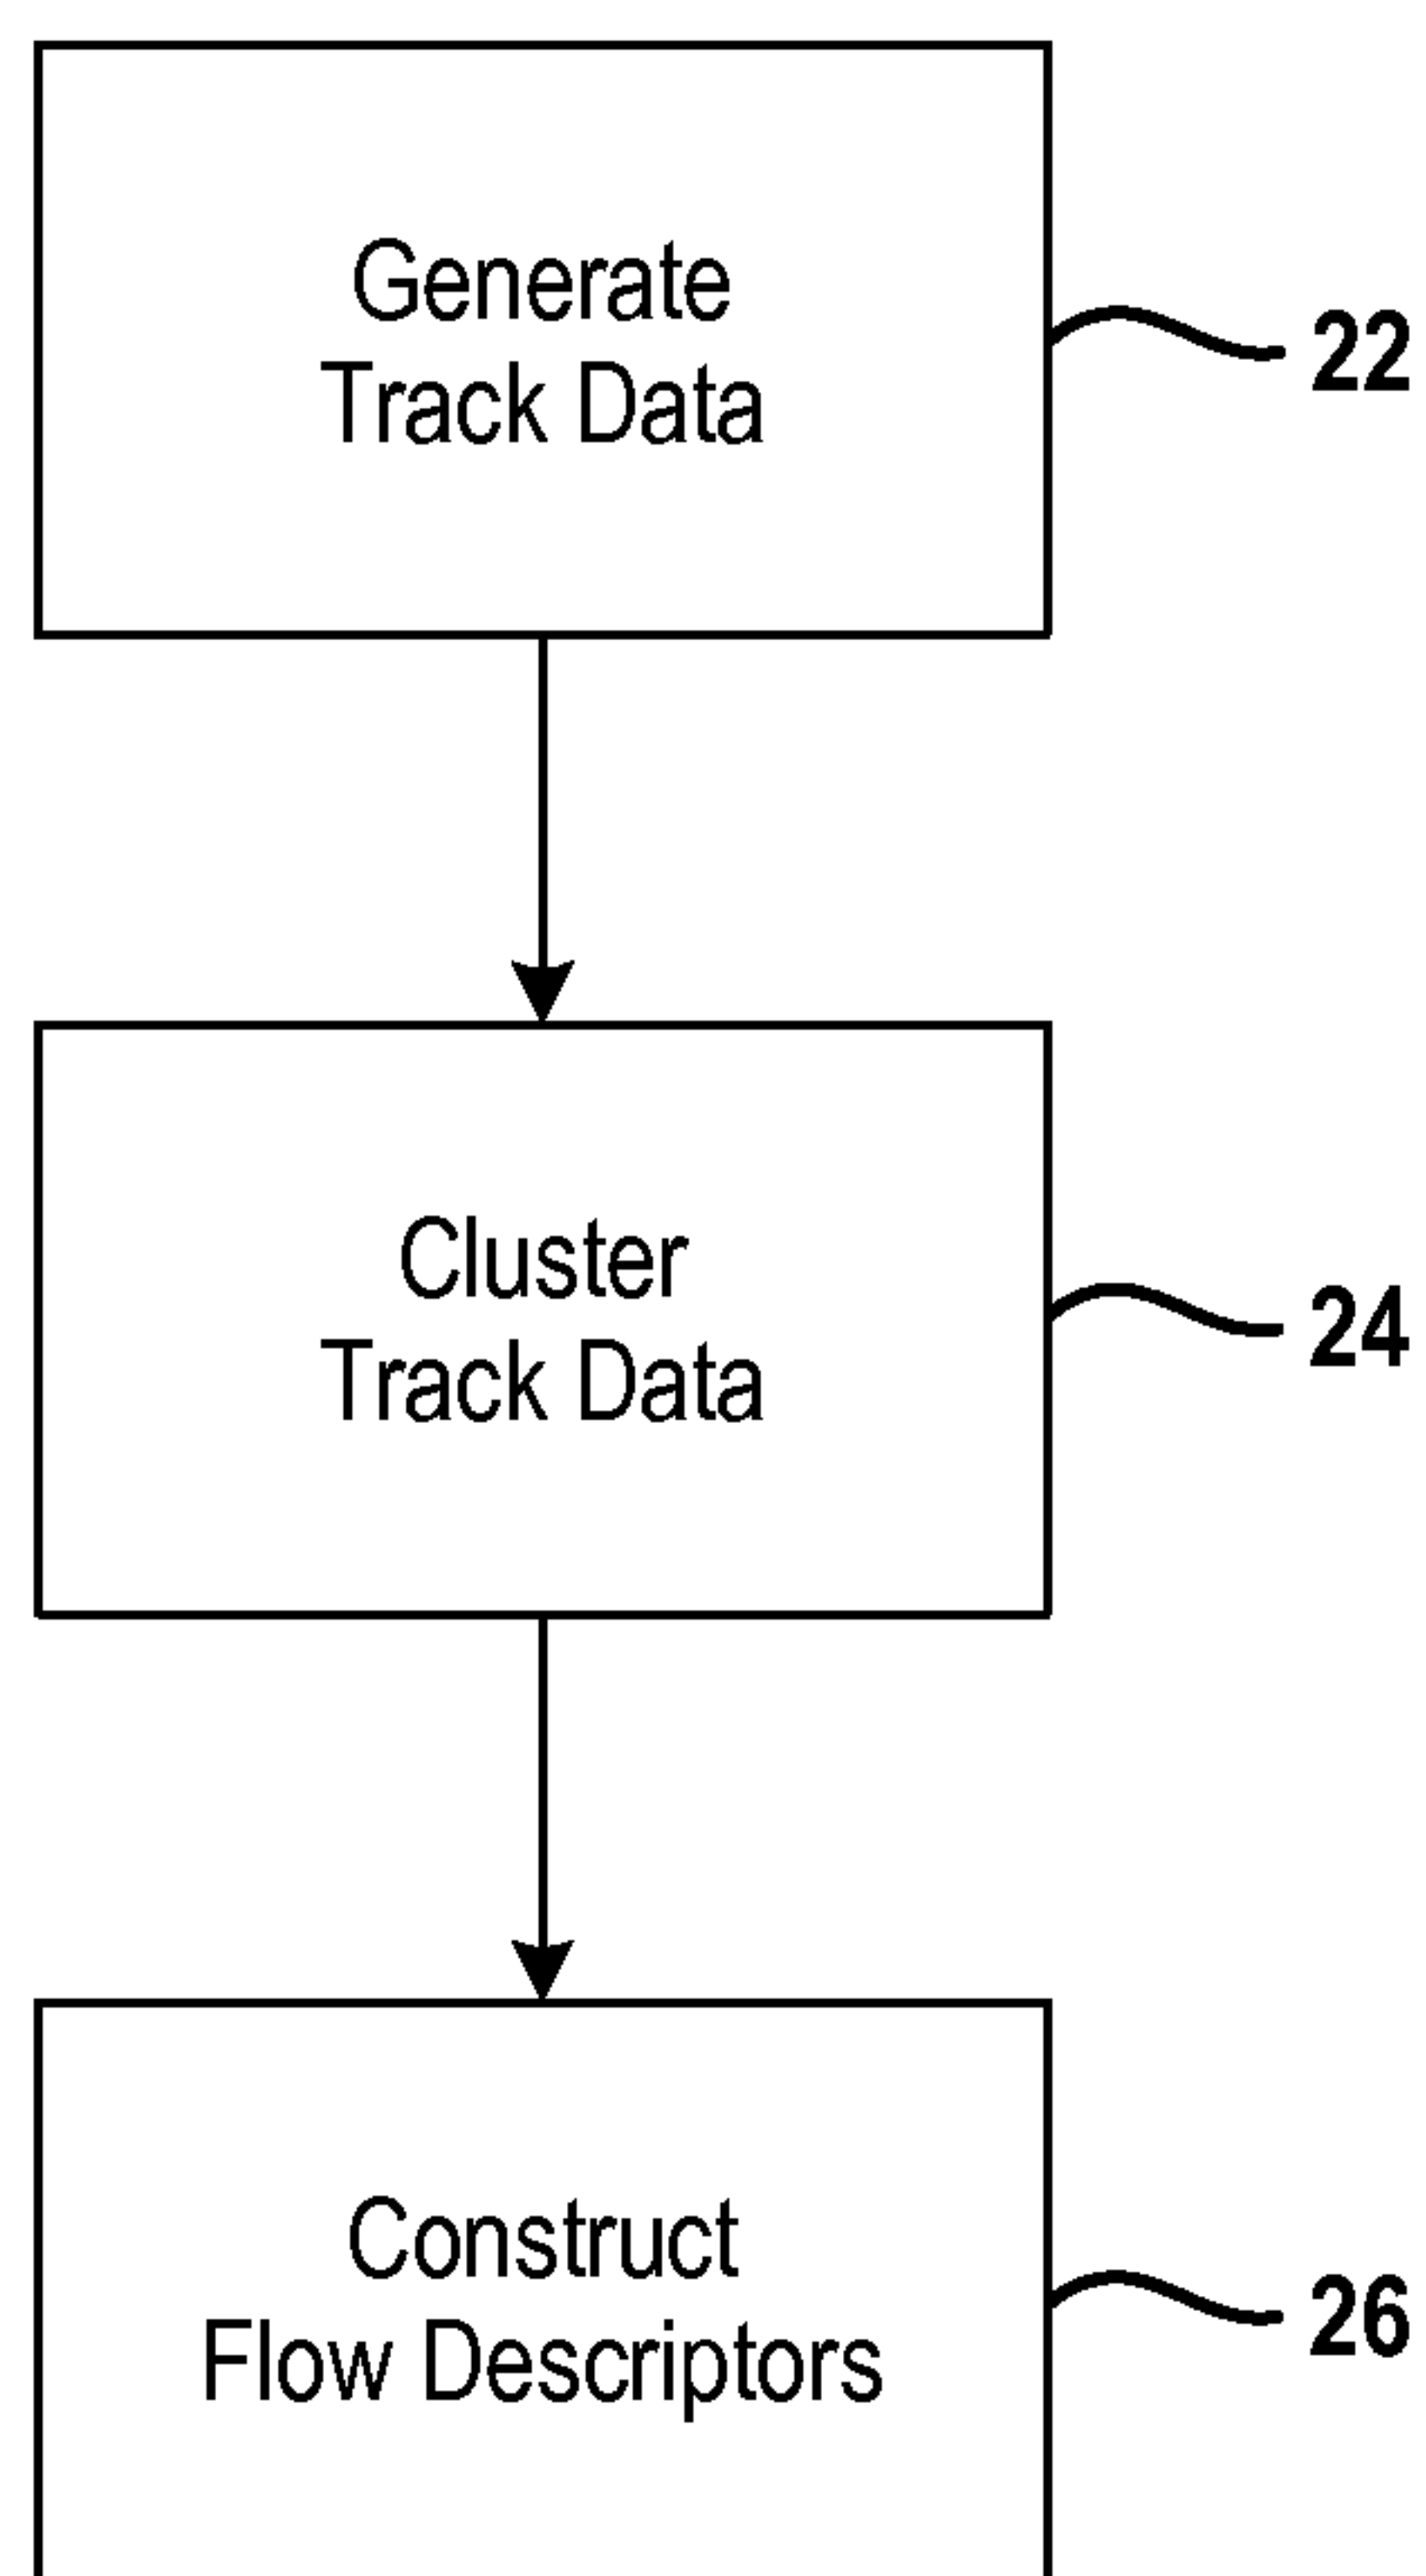 Generate
Track Data
22
Cluster
Track Data
24
Construct
Flow Descriptors
26